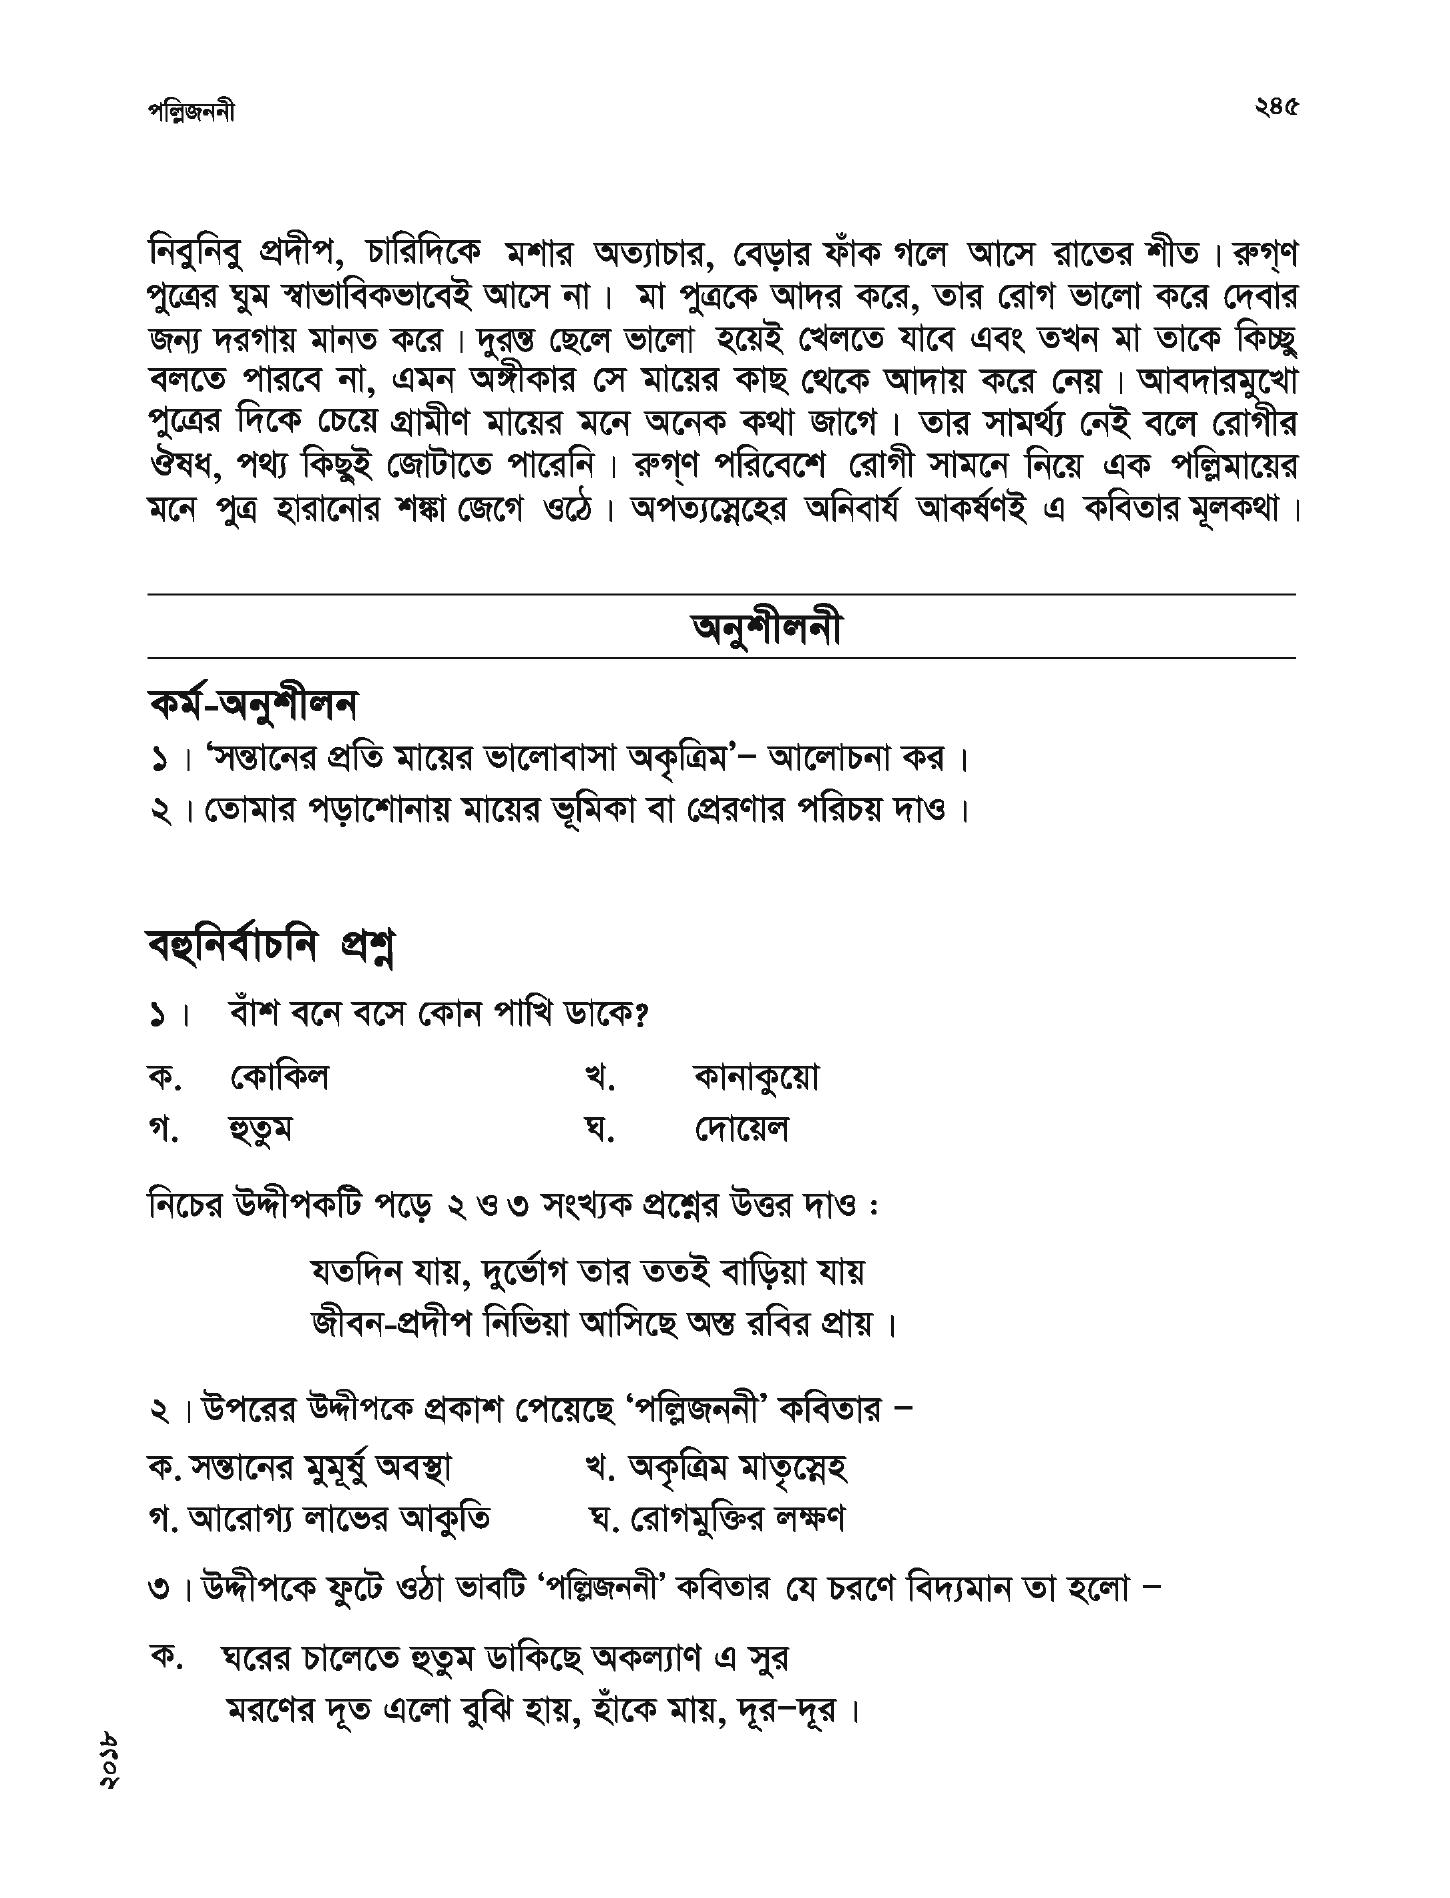 পল্লিজননী
২৪৫
নিবুনিবু প্রদীপ, চারিদিকে মশার অত্যাচার, বেড়ার ফাঁক গলে আসে রাতের শীত। রুগ্‌ণ
পুত্রের ঘুম স্বাভাবিকভাবেই আসে না। মা পুত্রকে আদর করে, তার রোগ ভালো করে দেবার
জন্য দরগায় মানত করে। দুরন্ত ছেলে ভালো হয়েই খেলতে যাবে এবং তখন মা তাকে কিচ্ছু
বলতে পারবে না, এমন অঙ্গীকার সে মায়ের কাছ থেকে আদায় করে নেয়। আবদারমুখো
পুত্রের দিকে চেয়ে গ্রামীণ মায়ের মনে অনেক কথা জাগে। তার সামর্থ্য নেই বলে রোগীর
ঔষধ, পথ্য কিছুই জোটাতে পারেনি। রুগ্‌ণ পরিবেশে রোগী সামনে নিয়ে এক পল্লিমায়ের
মনে পুত্র হারানোর শঙ্কা জেগে ওঠে। অপত্যস্নেহের অনিবার্য আকর্ষণই এ কবিতার মূলকথা।
অনুশীলনী
কর্ম-অনুশীলন
১। ‘সন্তানের প্রতি মায়ের ভালোবাসা অকৃত্রিম’– আলোচনা কর।
২। তোমার পড়াশোনায় মায়ের ভূমিকা বা প্রেরণার পরিচয় দাও।
বহুনির্বাচনি প্রশ্ন
১। বাঁশ বনে বসে কোন পাখি ডাকে?
ক. কোকিল খ. কানাকুয়ো
গ. হুতুম ঘ. দোয়েল
নিচের উদ্দীপকটি পড়ে ২ ও ৩ সংখ্যক প্রশ্নের উত্তর দাও :
যতদিন যায়, দুর্ভোগ তার ততই বাড়িয়া যায়
জীবন-প্রদীপ নিভিয়া আসিছে অস্ত রবির প্রায়।
২। উপরের উদ্দীপকে প্রকাশ পেয়েছে ‘পল্লিজননী’ কবিতার –
ক. সন্তানের মুমূর্ষু অবস্থা খ. অকৃত্রিম মাতৃস্নেহ
গ. আরোগ্য লাভের আকুতি ঘ. রোগমুক্তির লক্ষণ
৩। উদ্দীপকে ফুটে ওঠা ভাবটি ‘পল্লিজননী’ কবিতার যে চরণে বিদ্যমান তা হলো –
ক. ঘরের চালেতে হুতুম ডাকিছে অকল্যাণ এ সুর
মরণের দূত এলো বুঝি হায়, হাঁকে মায়, দূর–দূর।
২০১৮